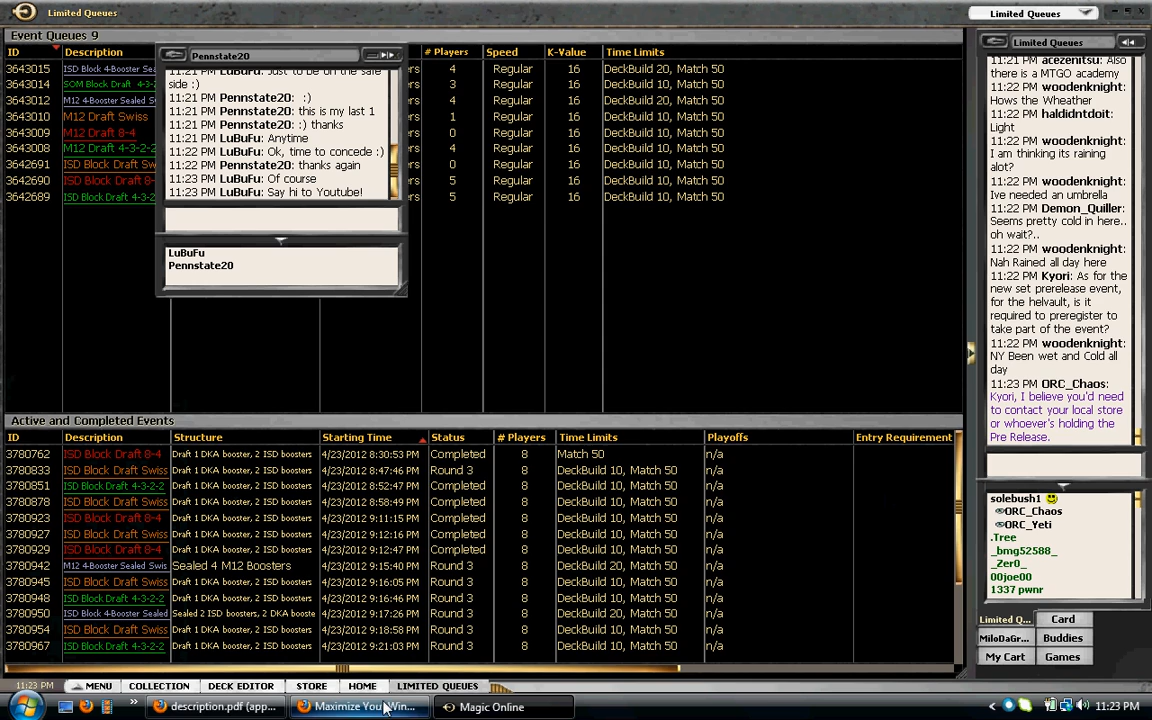 Limited Queues
Limited Queues
Event Queues 9
ID Description # Players Speed K-Value Time Limits
3643015 ISD Block 4-Booster Sea 4 Regular 16 DeckBuild 20, Match 50
3643014 SOM Block Draft 4-3- 3 Regular 16 DeckBuild 10, Match 50
3643012 M12 4-Booster Sealed S 4 Regular 16 DeckBuild 20, Match 50
3643010 M12 Draft Swiss 1 Regular 16 DeckBuild 10, Match 50
3643009 M12 Draft 8-4 0 Regular 16 DeckBuild 10, Match 50
3643008 M12 Draft 4-3-2-2 4 Regular 16 DeckBuild 10, Match 50
3642691 ISD Block Draft Sw 0 Regular 16 DeckBuild 10, Match 50
3642690 ISD Block Draft 8- 5 Regular 16 DeckBuild 10, Match 50
3642689 ISD Block Draft 4-3-2- 5 Regular 16 DeckBuild 10, Match 50
Pennstate20
11:21 PM LuBuFu: Just to be on the safe
side :)
11:21 PM Pennstate20: :)
11:21 PM Pennstate20: this is my last 1
11:21 PM Pennstate20: :) thanks
11:21 PM LuBuFu: Anytime
11:22 PM LuBuFu: Ok, time to concede :)
11:22 PM Pennstate20: thanks again
11:23 PM LuBuFu: Of course
11:23 PM LuBuFu: Say hi to Youtube!
LuBuFu
Pennstate20
Limited Queues
11:21 PM acezenitsu: Also
there is a MTGO academy
11:22 PM woodenknight:
Hows the Wheather
11:22 PM haldidntdoit:
Light
11:22 PM woodenknight:
I am thinking its raining
alot?
11:22 PM woodenknight:
Ive needed an umbrella
11:22 PM Demon_Quiller:
Seems pretty cold in here..
oh wait?..
11:22 PM woodenknight:
Nah Rained all day here
11:22 PM Kyori: As for the
new set prerelease event,
for the helvault, is it
required to preregister to
take part of the event?
11:22 PM woodenknight:
NY Been wet and Cold all
day
11:23 PM ORC_Chaos:
Kyori, I believe you'd need
to contact your local store
or whoever's holding the
Pre Release.
solebush1
ORC_Chaos
ORC_Yeti
.Tree
_bmg52588_
_Zer0_
00joe00
1337 pwnr
Limited Q... Card
MiloDaGr... Buddies
My Cart Games
Active and Completed Events
ID Description Structure Starting Time Status # Players Time Limits Playoffs Entry Requirement
3780762 ISD Block Draft 8-4 Draft 1 DKA booster, 2 ISD boosters 4/23/2012 8:30:53 PM Completed 8 Match 50 n/a
3780833 ISD Block Draft Swiss Draft 1 DKA booster, 2 ISD boosters 4/23/2012 8:47:46 PM Round 3 8 DeckBuild 10, Match 50 n/a
3780851 ISD Block Draft 4-3-2-2 Draft 1 DKA booster, 2 ISD boosters 4/23/2012 8:52:47 PM Completed 8 DeckBuild 10, Match 50 n/a
3780878 ISD Block Draft Swiss Draft 1 DKA booster, 2 ISD boosters 4/23/2012 8:58:49 PM Completed 8 DeckBuild 10, Match 50 n/a
3780923 ISD Block Draft 8-4 Draft 1 DKA booster, 2 ISD boosters 4/23/2012 9:11:15 PM Completed 8 DeckBuild 10, Match 50 n/a
3780927 ISD Block Draft Swiss Draft 1 DKA booster, 2 ISD boosters 4/23/2012 9:12:16 PM Completed 8 DeckBuild 10, Match 50 n/a
3780929 ISD Block Draft 8-4 Draft 1 DKA booster, 2 ISD boosters 4/23/2012 9:12:47 PM Completed 8 DeckBuild 10, Match 50 n/a
3780942 M12 4-Booster Sealed Swis Sealed 4 M12 Boosters 4/23/2012 9:15:40 PM Round 3 8 DeckBuild 20, Match 50 n/a
3780945 ISD Block Draft Swiss Draft 1 DKA booster, 2 ISD boosters 4/23/2012 9:16:05 PM Round 3 8 DeckBuild 10, Match 50 n/a
3780948 ISD Block Draft 4-3-2-2 Draft 1 DKA booster, 2 ISD boosters 4/23/2012 9:16:46 PM Round 3 8 DeckBuild 10, Match 50 n/a
3780950 ISD Block 4-Booster Sealed Sealed 2 ISD boosters, 2 DKA booste 4/23/2012 9:17:26 PM Round 3 8 DeckBuild 20, Match 50 n/a
3780954 ISD Block Draft Swiss Draft 1 DKA booster, 2 ISD boosters 4/23/2012 9:18:58 PM Round 3 8 DeckBuild 10, Match 50 n/a
3780967 ISD Block Draft 4-3-2-2 Draft 1 DKA booster, 2 ISD boosters 4/23/2012 9:21:03 PM Round 3 8 DeckBuild 10, Match 50 n/a
11:23 PM MENU COLLECTION DECK EDITOR STORE HOME LIMITED QUEUES
description.pdf (app... Maximize You Win... Magic Online 11:23 PM